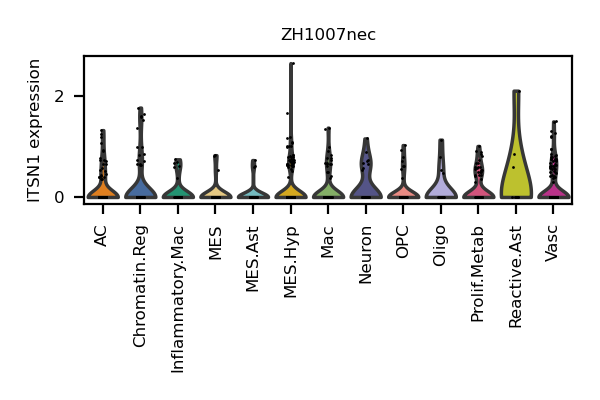 ZH1007nec
ITSN1 expression
2
0
AC
Chromatin.Reg
Inflammatory.Mac
MES
MES.Ast
MES.Hyp
Mac
Neuron
OPC
Oligo
Prolif.Metab
Reactive.Ast
Vasc